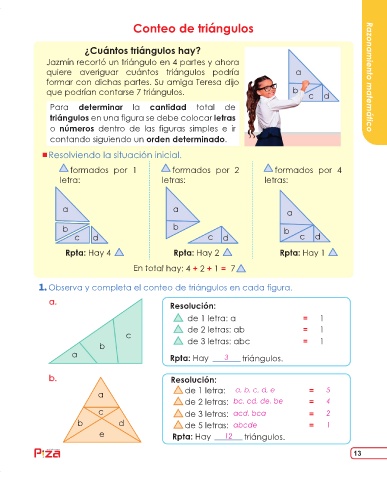 Conteo de triángulos
Razonamiento matemático
¿Cuántos triángulos hay?
Jazmín recortó un triángulo en 4 partes y ahora
quiere averiguar cuántos triángulos podría
formar con dichas partes. Su amiga Teresa dijo
que podrían contarse 7 triángulos.
a
b
c d
Para determinar la cantidad total de
triángulos en una figura se debe colocar letras
o números dentro de las figuras simples e ir
contando siguiendo un orden determinado.
Resolviendo la situación inicial.
formados por 1
letra:
formados por 2
letras:
formados por 4
letras:
a
b
c d
a
b
c d
a
b
c d
Rpta: Hay 4
Rpta: Hay 2
Rpta: Hay 1
En total hay: 4 + 2 + 1 = 7
1. Observa y completa el conteo de triángulos en cada figura.
a.
a
b
c
Resolución:
de 1 letra: a = 1
de 2 letras: ab = 1
de 3 letras: abc = 1
Rpta: Hay 3 triángulos.
b.
a
c
b d
e
Resolución:
de 1 letra: a, b, c, d, e = 5
de 2 letras: bc, cd, de, be = 4
de 3 letras: acd, bca = 2
de 5 letras: abcde = 1
Rpta: Hay 12 triángulos.
13